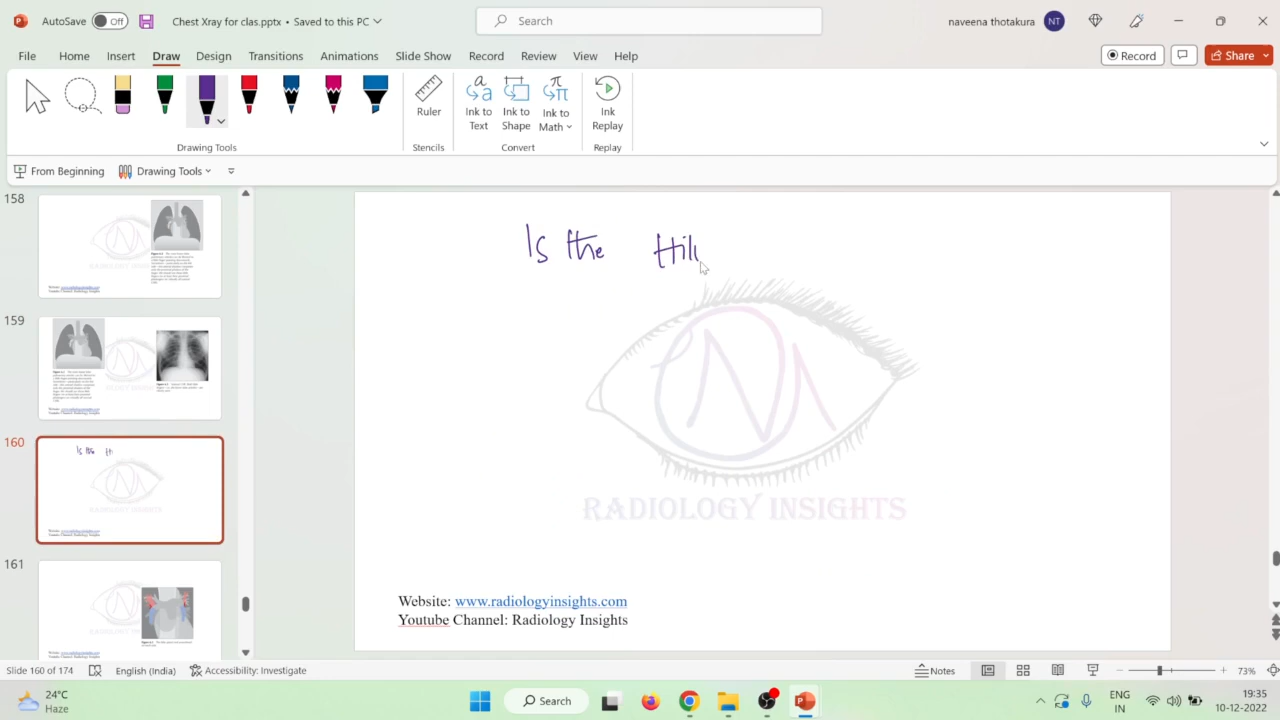 AutoSave Off Chest Xray for clas.pptx • Saved to this PC Search naveena thotakura NT
File Home Insert Draw Design Transitions Animations Slide Show Record Review View Help Record Share
Ruler
Ink to Text
Ink to Shape
Ink to Math
Ink Replay
Drawing Tools Stencils Convert Replay
From Beginning Drawing Tools
158
159
160
161
Is the Hil
RADIOLOGY INSIGHTS
Website: www.radiologyinsights.com
Youtube Channel: Radiology Insights
Slide 160 of 174 English (India) Accessibility: Investigate Notes 73%
24°C
Haze
Search
ENG
IN
19:35
10-12-2022